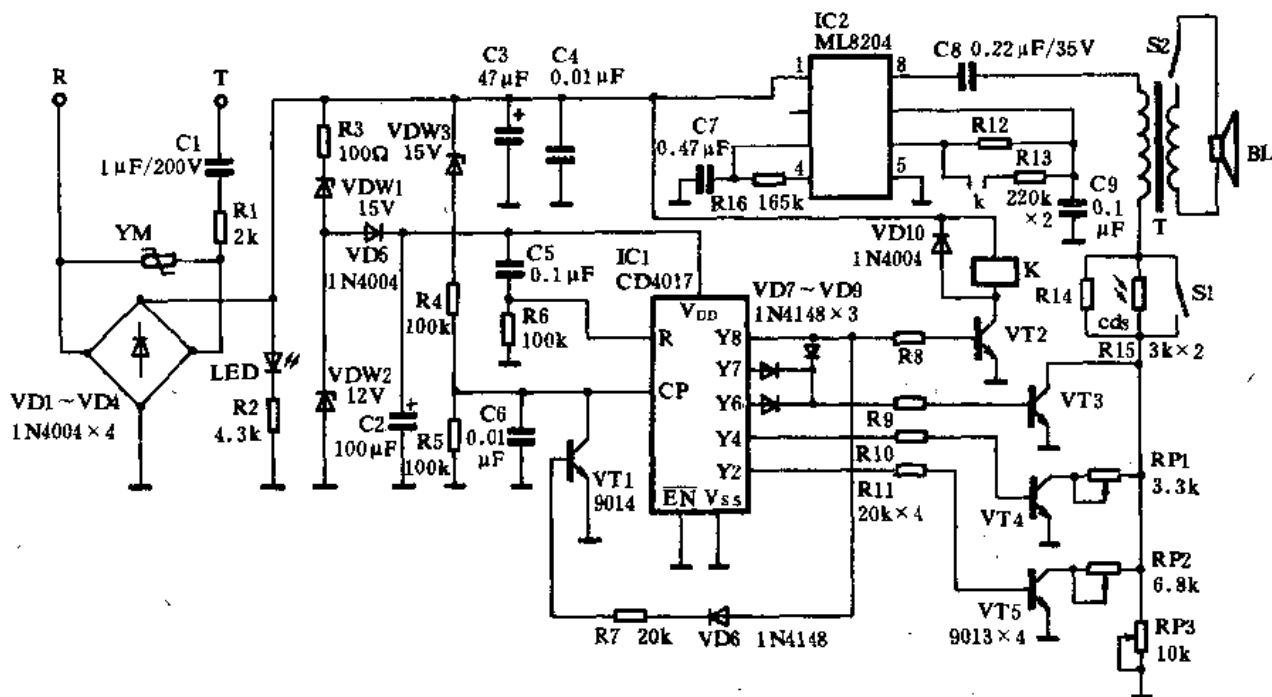 R
T
C1
1μF/200V
R1
2k
YM
LED
R2
4.3k
VD1～VD4
1N4004×4
R3
100Ω
VDW1
15V
VDW3
15V
C3
47μF
C4
0.01μF
VD5
1N4004
VDW2
12V
C2
100μF
R4
100k
R5
100k
C5
0.1μF
R6
100k
C6
0.01
μF
VT1
9014
IC1
CD4017
VDD
R
CP
EN
VSS
Y8
Y7
Y6
Y4
Y2
VD7～VD9
1N4148×3
R7
20k
VD6
1N4148
IC2
ML8204
1
8
4
5
C7
0.47μF
R16
165k
C8
0.22μF/35V
R12
R13
220k
×2
k
C9
0.1
μF
VD10
1N4004
K
R8
R9
R10
R11
20k×4
VT2
VT3
VT4
VT5
9013×4
R14
cds
R15
3k×2
S1
S2
T
BL
RP1
3.3k
RP2
6.8k
RP3
10k